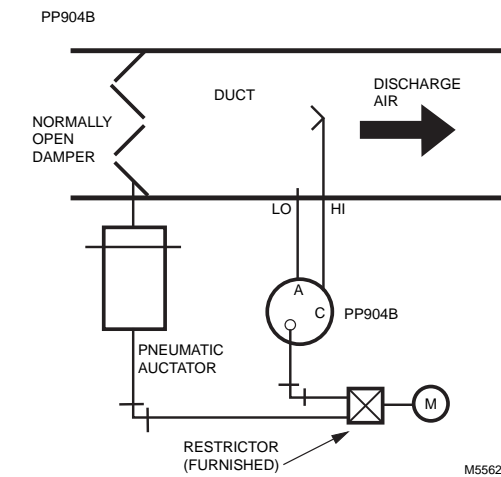 PP904B
DUCT
DISCHARGE
AIR
NORMALLY
OPEN
DAMPER
LO
HI
A
C
PP904B
PNEUMATIC
AUCTATOR
M
RESTRICTOR
(FURNISHED)
M5562